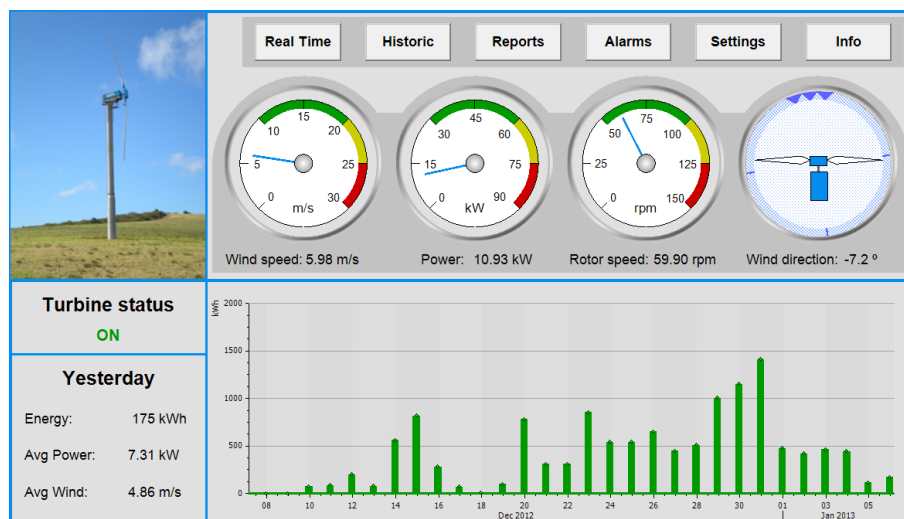 Real Time Historic Reports Alarms Settings Info
0 5 10 15 20 25 30 m/s
0 15 30 45 60 75 90 kW
0 25 50 75 100 125 150 rpm
Wind speed: 5.98 m/s
Power: 10.93 kW
Rotor speed: 59.90 rpm
Wind direction: -7.2 º
Turbine status
ON
Yesterday
Energy: 175 kWh
Avg Power: 7.31 kW
Avg Wind: 4.86 m/s
kWh
2000
1500
1000
500
0
08 10 12 14 16 18 20 22 24 26 28 30 01 03 05
Dec 2012 Jan 2013